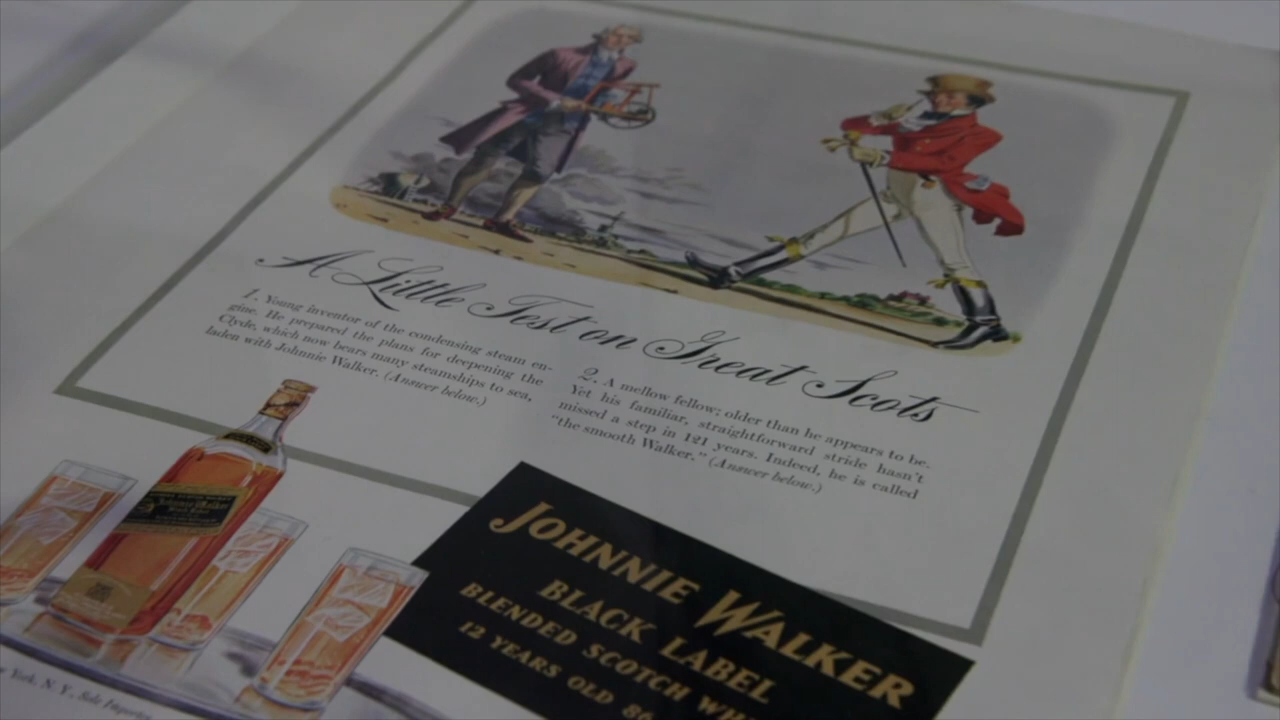 A Little Test on Great Scots
1. Young inventor of the condensing steam en-
gine. He prepared the plans for deepening the
Clyde, which now bears many steamships to sea,
laden with Johnnie Walker. (Answer below.)
2. A mellow fellow; older than he appears to be.
Yet his familiar, straightforward stride hasn't
missed a step in 121 years. Indeed, he is called
"the smooth Walker." (Answer below.)
JOHNNIE WALKER
BLACK LABEL
BLENDED SCOTCH
12 YEARS OLD 86
York, N. Y., Sole Importer